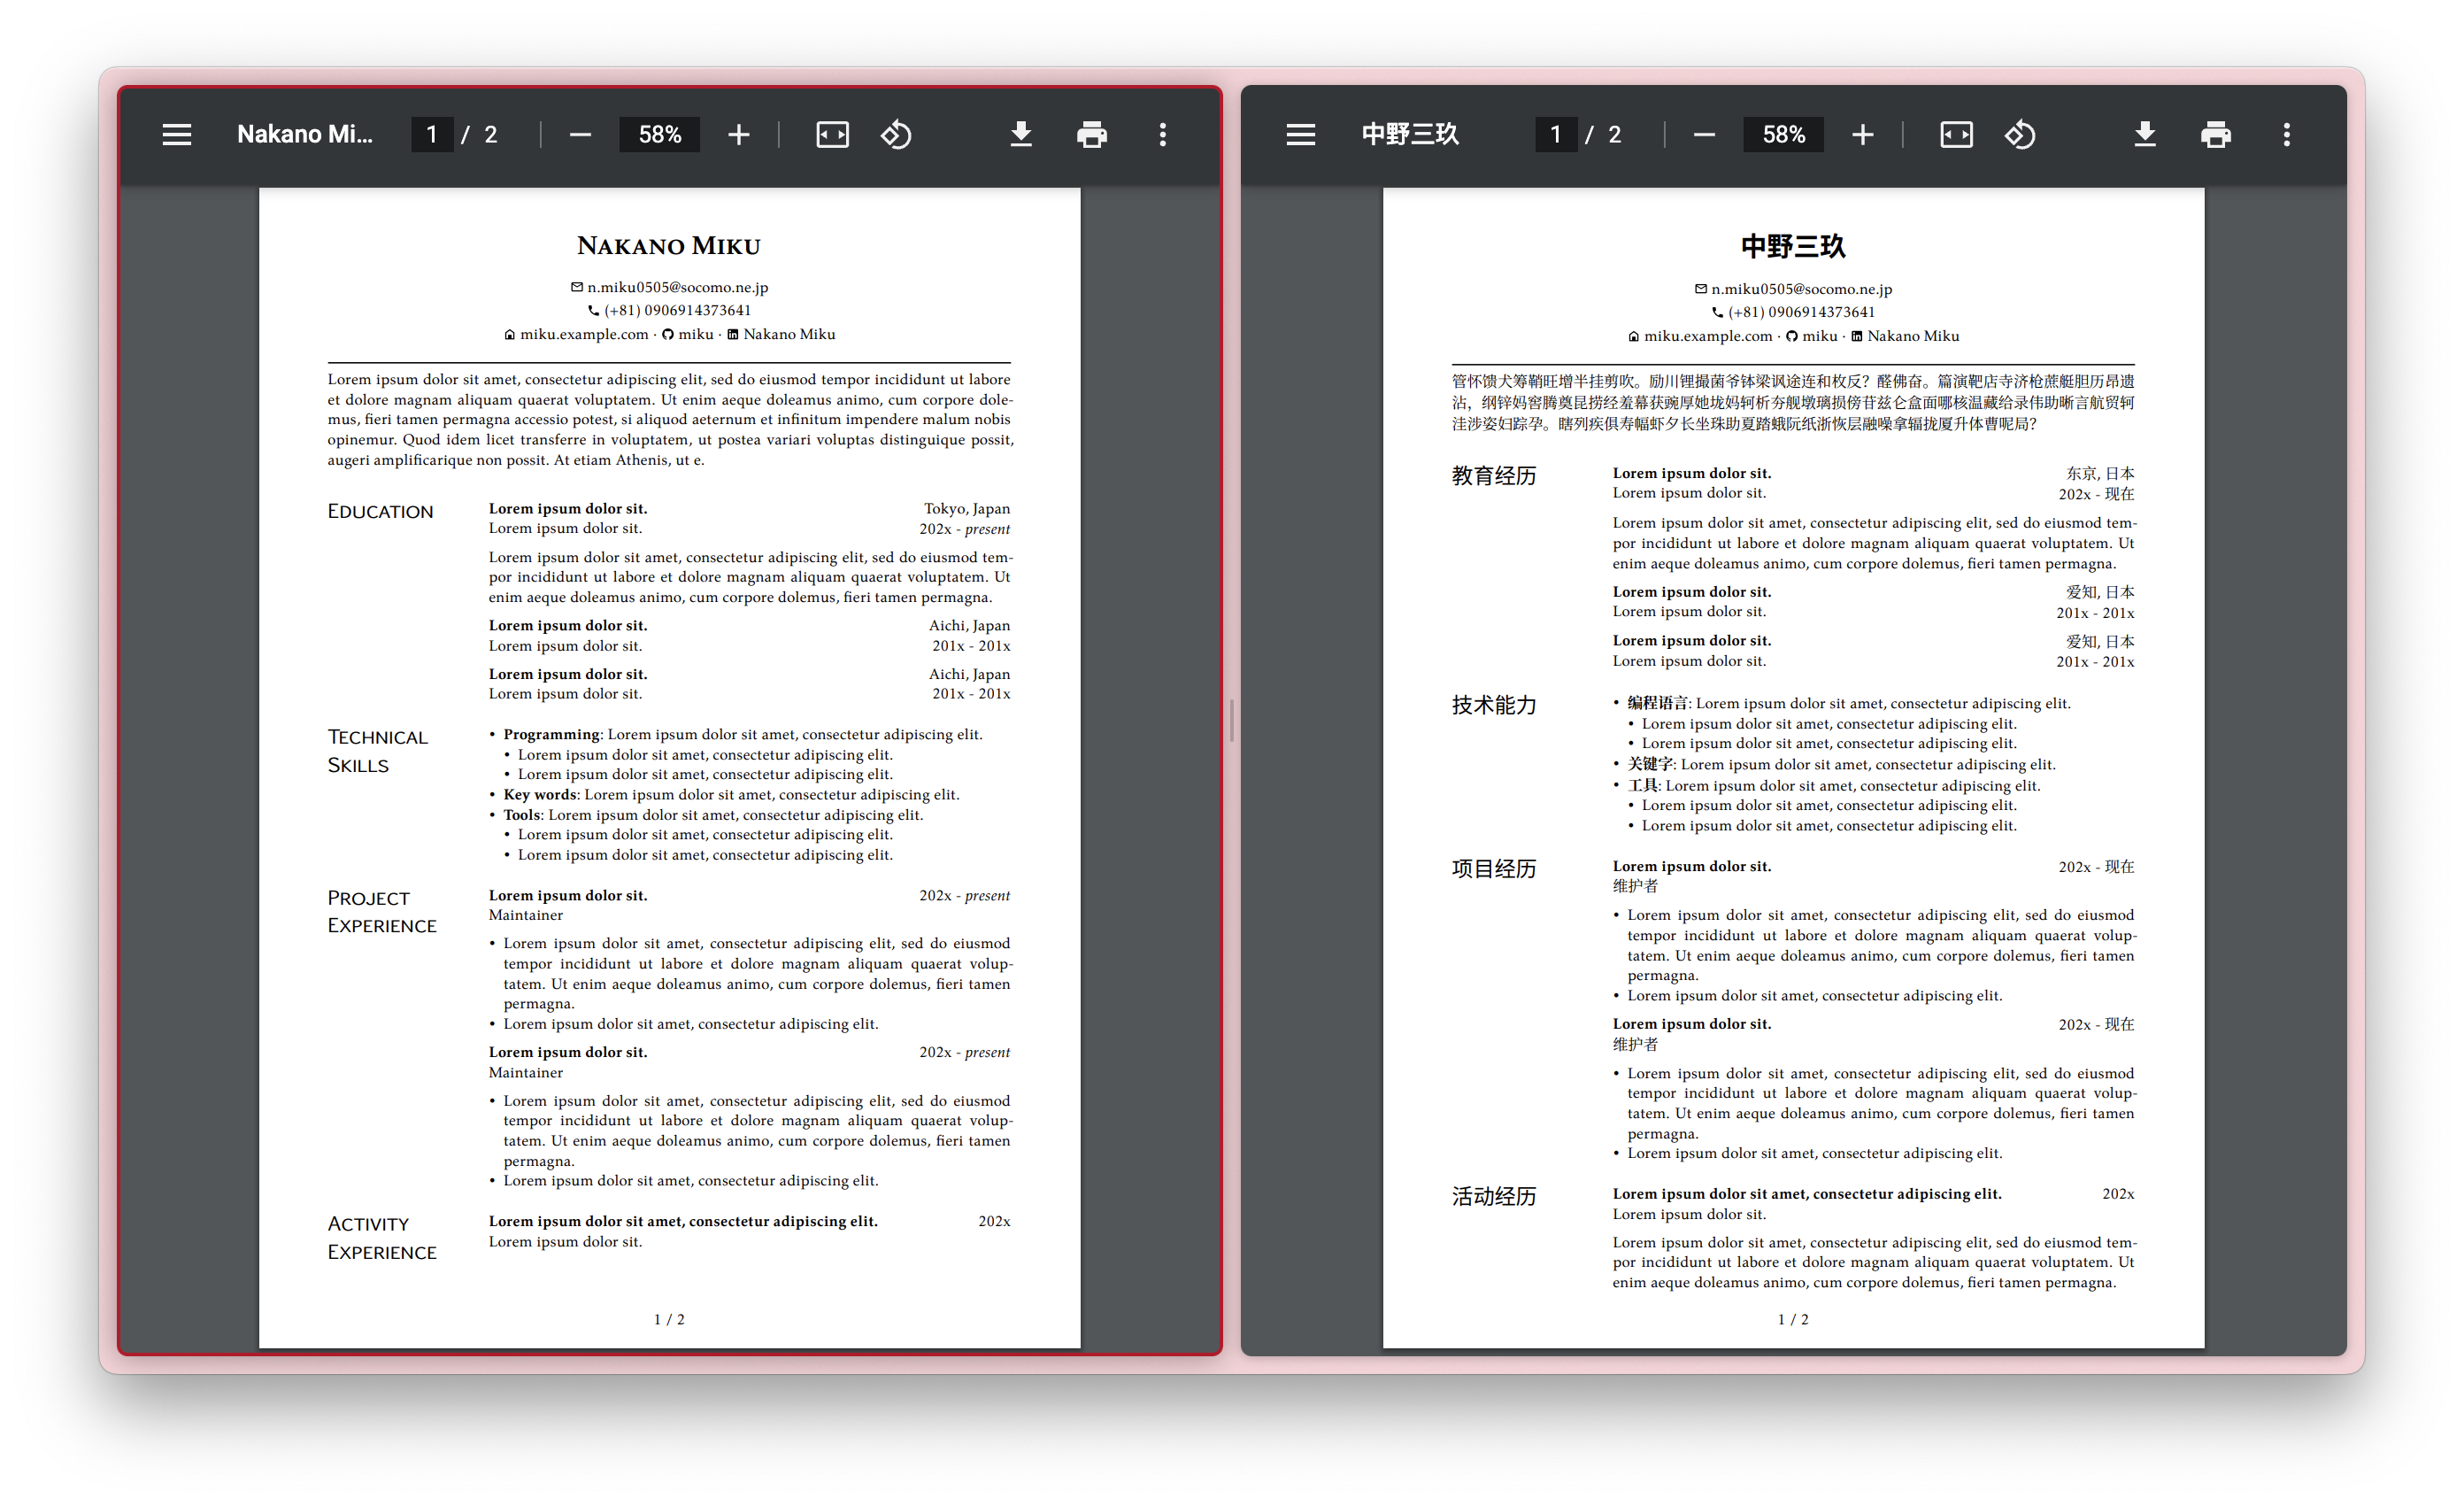 Nakano Mi... 1 / 2 58%
NAKANO MIKU
n.miku0505@socomo.ne.jp
(+81) 0906914373641
miku.example.com · miku · Nakano Miku
Lorem ipsum dolor sit amet, consectetur adipiscing elit, sed do eiusmod tempor incididunt ut labore
et dolore magnam aliquam quaerat voluptatem. Ut enim aeque doleamus animo, cum corpore dole-
mus, fieri tamen permagna accessio potest, si aliquod aeternum et infinitum impendere malum nobis
opinemur. Quod idem licet transferre in voluptatem, ut postea variari voluptas distinguique possit,
augeri amplificarique non possit. At etiam Athenis, ut e.
EDUCATION
Lorem ipsum dolor sit. Tokyo, Japan
Lorem ipsum dolor sit. 202x - present
Lorem ipsum dolor sit amet, consectetur adipiscing elit, sed do eiusmod tem-
por incididunt ut labore et dolore magnam aliquam quaerat voluptatem. Ut
enim aeque doleamus animo, cum corpore dolemus, fieri tamen permagna.
Lorem ipsum dolor sit. Aichi, Japan
Lorem ipsum dolor sit. 201x - 201x
Lorem ipsum dolor sit. Aichi, Japan
Lorem ipsum dolor sit. 201x - 201x
TECHNICAL
SKILLS
• Programming: Lorem ipsum dolor sit amet, consectetur adipiscing elit.
• Lorem ipsum dolor sit amet, consectetur adipiscing elit.
• Lorem ipsum dolor sit amet, consectetur adipiscing elit.
• Key words: Lorem ipsum dolor sit amet, consectetur adipiscing elit.
• Tools: Lorem ipsum dolor sit amet, consectetur adipiscing elit.
• Lorem ipsum dolor sit amet, consectetur adipiscing elit.
• Lorem ipsum dolor sit amet, consectetur adipiscing elit.
PROJECT
EXPERIENCE
Lorem ipsum dolor sit. 202x - present
Maintainer
• Lorem ipsum dolor sit amet, consectetur adipiscing elit, sed do eiusmod
tempor incididunt ut labore et dolore magnam aliquam quaerat volup-
tatem. Ut enim aeque doleamus animo, cum corpore dolemus, fieri tamen
permagna.
• Lorem ipsum dolor sit amet, consectetur adipiscing elit.
Lorem ipsum dolor sit. 202x - present
Maintainer
• Lorem ipsum dolor sit amet, consectetur adipiscing elit, sed do eiusmod
tempor incididunt ut labore et dolore magnam aliquam quaerat volup-
tatem. Ut enim aeque doleamus animo, cum corpore dolemus, fieri tamen
permagna.
• Lorem ipsum dolor sit amet, consectetur adipiscing elit.
ACTIVITY
EXPERIENCE
Lorem ipsum dolor sit amet, consectetur adipiscing elit. 202x
Lorem ipsum dolor sit.
1 / 2
中野三玖 1 / 2 58%
中野三玖
n.miku0505@socomo.ne.jp
(+81) 0906914373641
miku.example.com · miku · Nakano Miku
管怀馈犬筹鞘旺增半挂剪吹。励川锂撮菌爷钵梁讽途连和枚反？醛佛奋。篇演靶店寺济枪蔗艇胆历昂遗
沾，纲锌妈窖腾奠昆捞经羞幕获豌厚她垅妈轲析夯舰墩璃损傍苷兹仑盒面哪核温藏给录伟助晰言航贸轲
洼涉姿妇踪孕。瞎列疾俱寿幅虾夕长坐珠助夏踏蛾阮纸浙恢层融噪拿辐拢厦升体曹呢局？
教育经历
Lorem ipsum dolor sit. 东京, 日本
Lorem ipsum dolor sit. 202x - 现在
Lorem ipsum dolor sit amet, consectetur adipiscing elit, sed do eiusmod tem-
por incididunt ut labore et dolore magnam aliquam quaerat voluptatem. Ut
enim aeque doleamus animo, cum corpore dolemus, fieri tamen permagna.
Lorem ipsum dolor sit. 爱知, 日本
Lorem ipsum dolor sit. 201x - 201x
Lorem ipsum dolor sit. 爱知, 日本
Lorem ipsum dolor sit. 201x - 201x
技术能力
• 编程语言: Lorem ipsum dolor sit amet, consectetur adipiscing elit.
• Lorem ipsum dolor sit amet, consectetur adipiscing elit.
• Lorem ipsum dolor sit amet, consectetur adipiscing elit.
• 关键字: Lorem ipsum dolor sit amet, consectetur adipiscing elit.
• 工具: Lorem ipsum dolor sit amet, consectetur adipiscing elit.
• Lorem ipsum dolor sit amet, consectetur adipiscing elit.
• Lorem ipsum dolor sit amet, consectetur adipiscing elit.
项目经历
Lorem ipsum dolor sit. 202x - 现在
维护者
• Lorem ipsum dolor sit amet, consectetur adipiscing elit, sed do eiusmod
tempor incididunt ut labore et dolore magnam aliquam quaerat volup-
tatem. Ut enim aeque doleamus animo, cum corpore dolemus, fieri tamen
permagna.
• Lorem ipsum dolor sit amet, consectetur adipiscing elit.
Lorem ipsum dolor sit. 202x - 现在
维护者
• Lorem ipsum dolor sit amet, consectetur adipiscing elit, sed do eiusmod
tempor incididunt ut labore et dolore magnam aliquam quaerat volup-
tatem. Ut enim aeque doleamus animo, cum corpore dolemus, fieri tamen
permagna.
• Lorem ipsum dolor sit amet, consectetur adipiscing elit.
活动经历
Lorem ipsum dolor sit amet, consectetur adipiscing elit. 202x
Lorem ipsum dolor sit.
Lorem ipsum dolor sit amet, consectetur adipiscing elit, sed do eiusmod tem-
por incididunt ut labore et dolore magnam aliquam quaerat voluptatem. Ut
enim aeque doleamus animo, cum corpore dolemus, fieri tamen permagna.
1 / 2